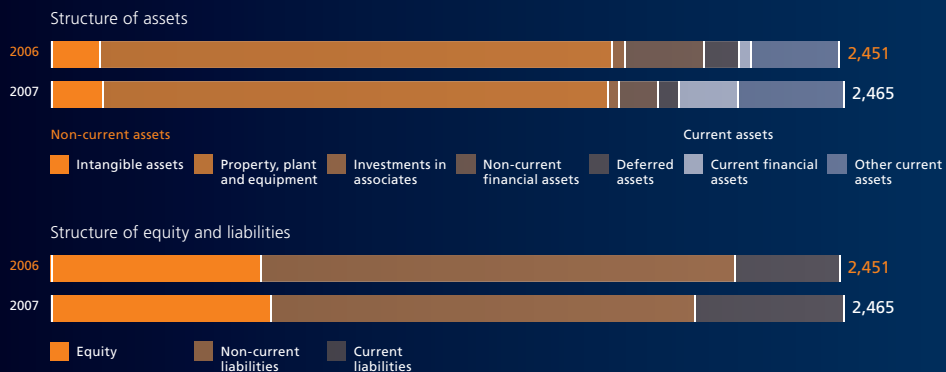 Structure of assets
2006 2,451
2007 2,465
Non-current assets Current assets
Intangible assets Property, plant and equipment Investments in associates Non-current financial assets Deferred assets Current financial assets Other current assets
Structure of equity and liabilities
2006 2,451
2007 2,465
Equity Non-current liabilities Current liabilities